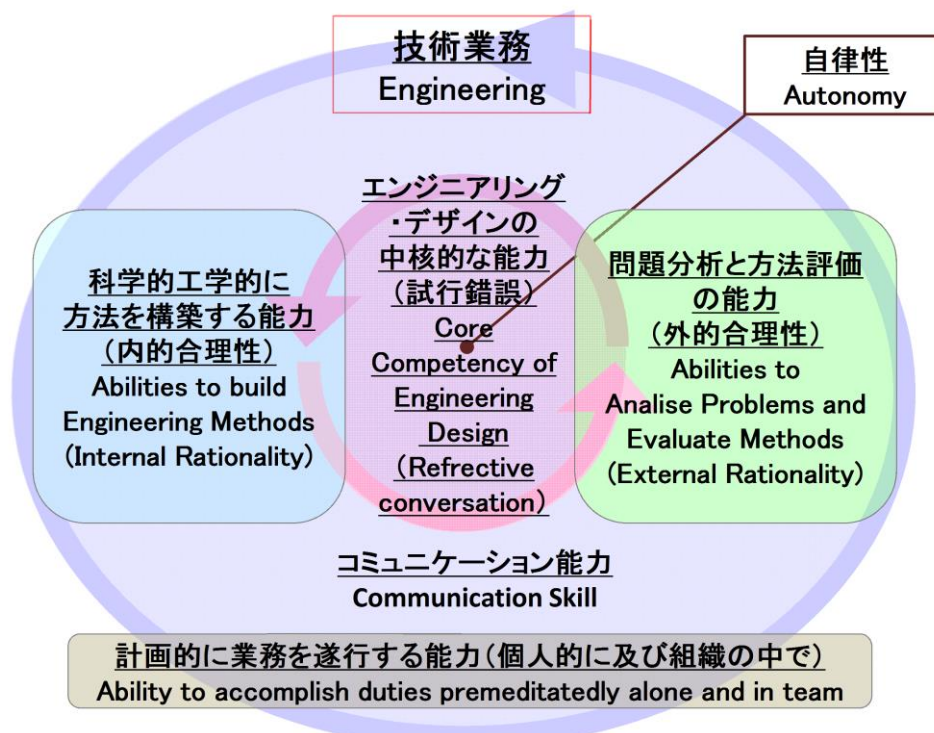 技術業務
Engineering
自律性
Autonomy
エンジニアリング
・デザインの
中核的な能力
（試行錯誤）
Core
Competency of
Engineering
Design
（Refrective
conversation）
科学的工学的に
方法を構築する能力
（内的合理性）
Abilities to build
Engineering Methods
(Internal Rationality)
問題分析と方法評価
の能力
（外的合理性）
Abilities to
Analise Problems and
Evaluate Methods
(External Rationality)
コミュニケーション能力
Communication Skill
計画的に業務を遂行する能力（個人的に及び組織の中で）
Ability to accomplish duties premeditatedly alone and in team